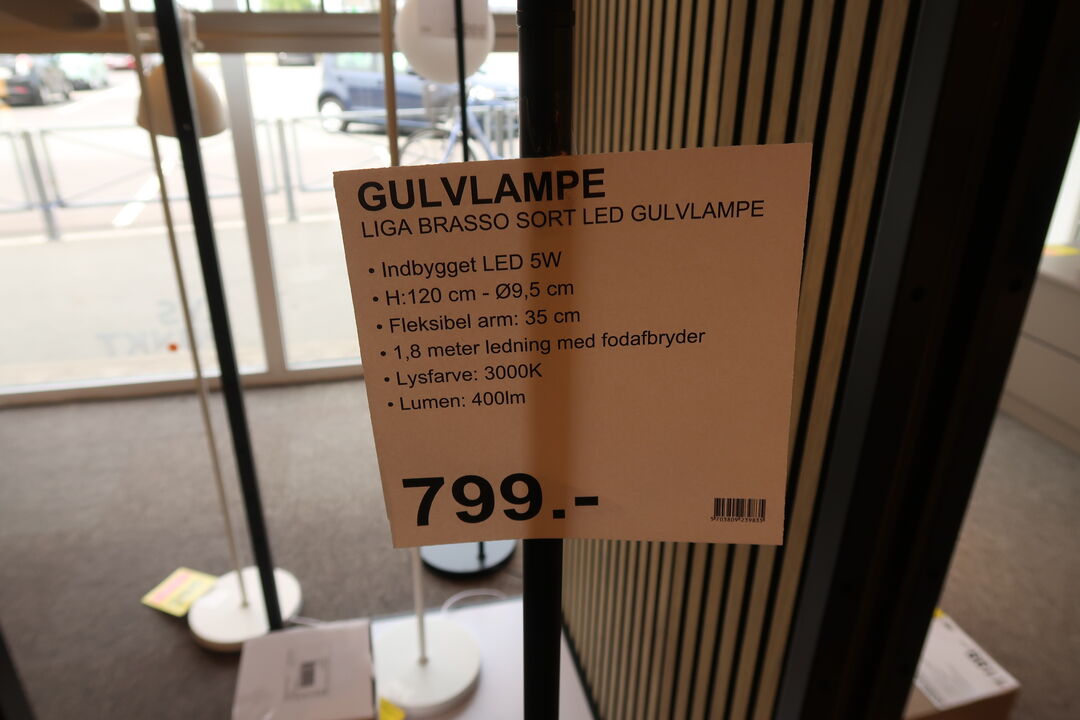 GULVLAMPE
LIGA BRASSO SORT LED GULVLAMPE
• Indbygget LED 5W
• H:120 cm - Ø9,5 cm
• Fleksibel arm: 35 cm
• 1,8 meter ledning med fodafbryder
• Lysfarve: 3000K
• Lumen: 400lm
799.-